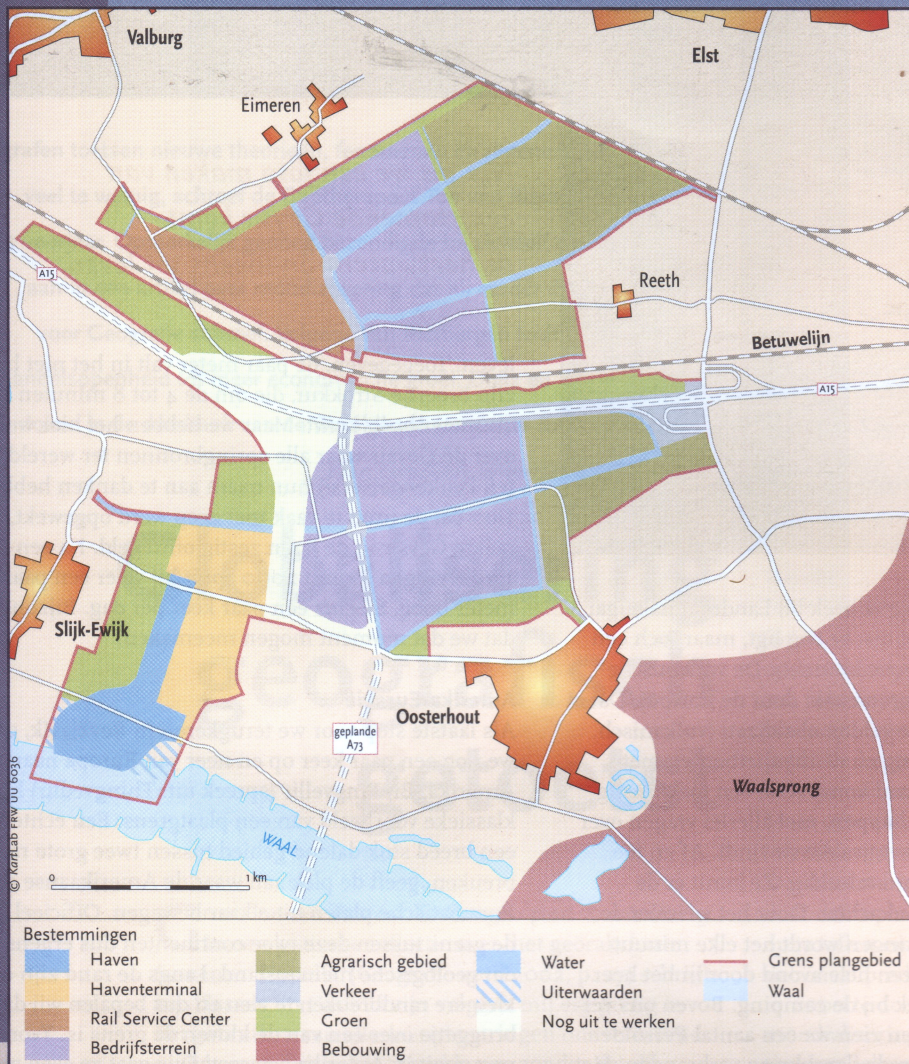 Valburg
Elst
Eimeren
A15
Reeth
Betuwelijn
A15
Slijk-Ewijk
Oosterhout
geplande
A73
Waalsprong
WAAL
© KartLab FRW UU 6036
0 1 km
Bestemmingen
Haven
Haventerminal
Rail Service Center
Bedrijfsterrein
Agrarisch gebied
Verkeer
Groen
Bebouwing
Water
Uiterwaarden
Nog uit te werken
Grens plangebied
Waal